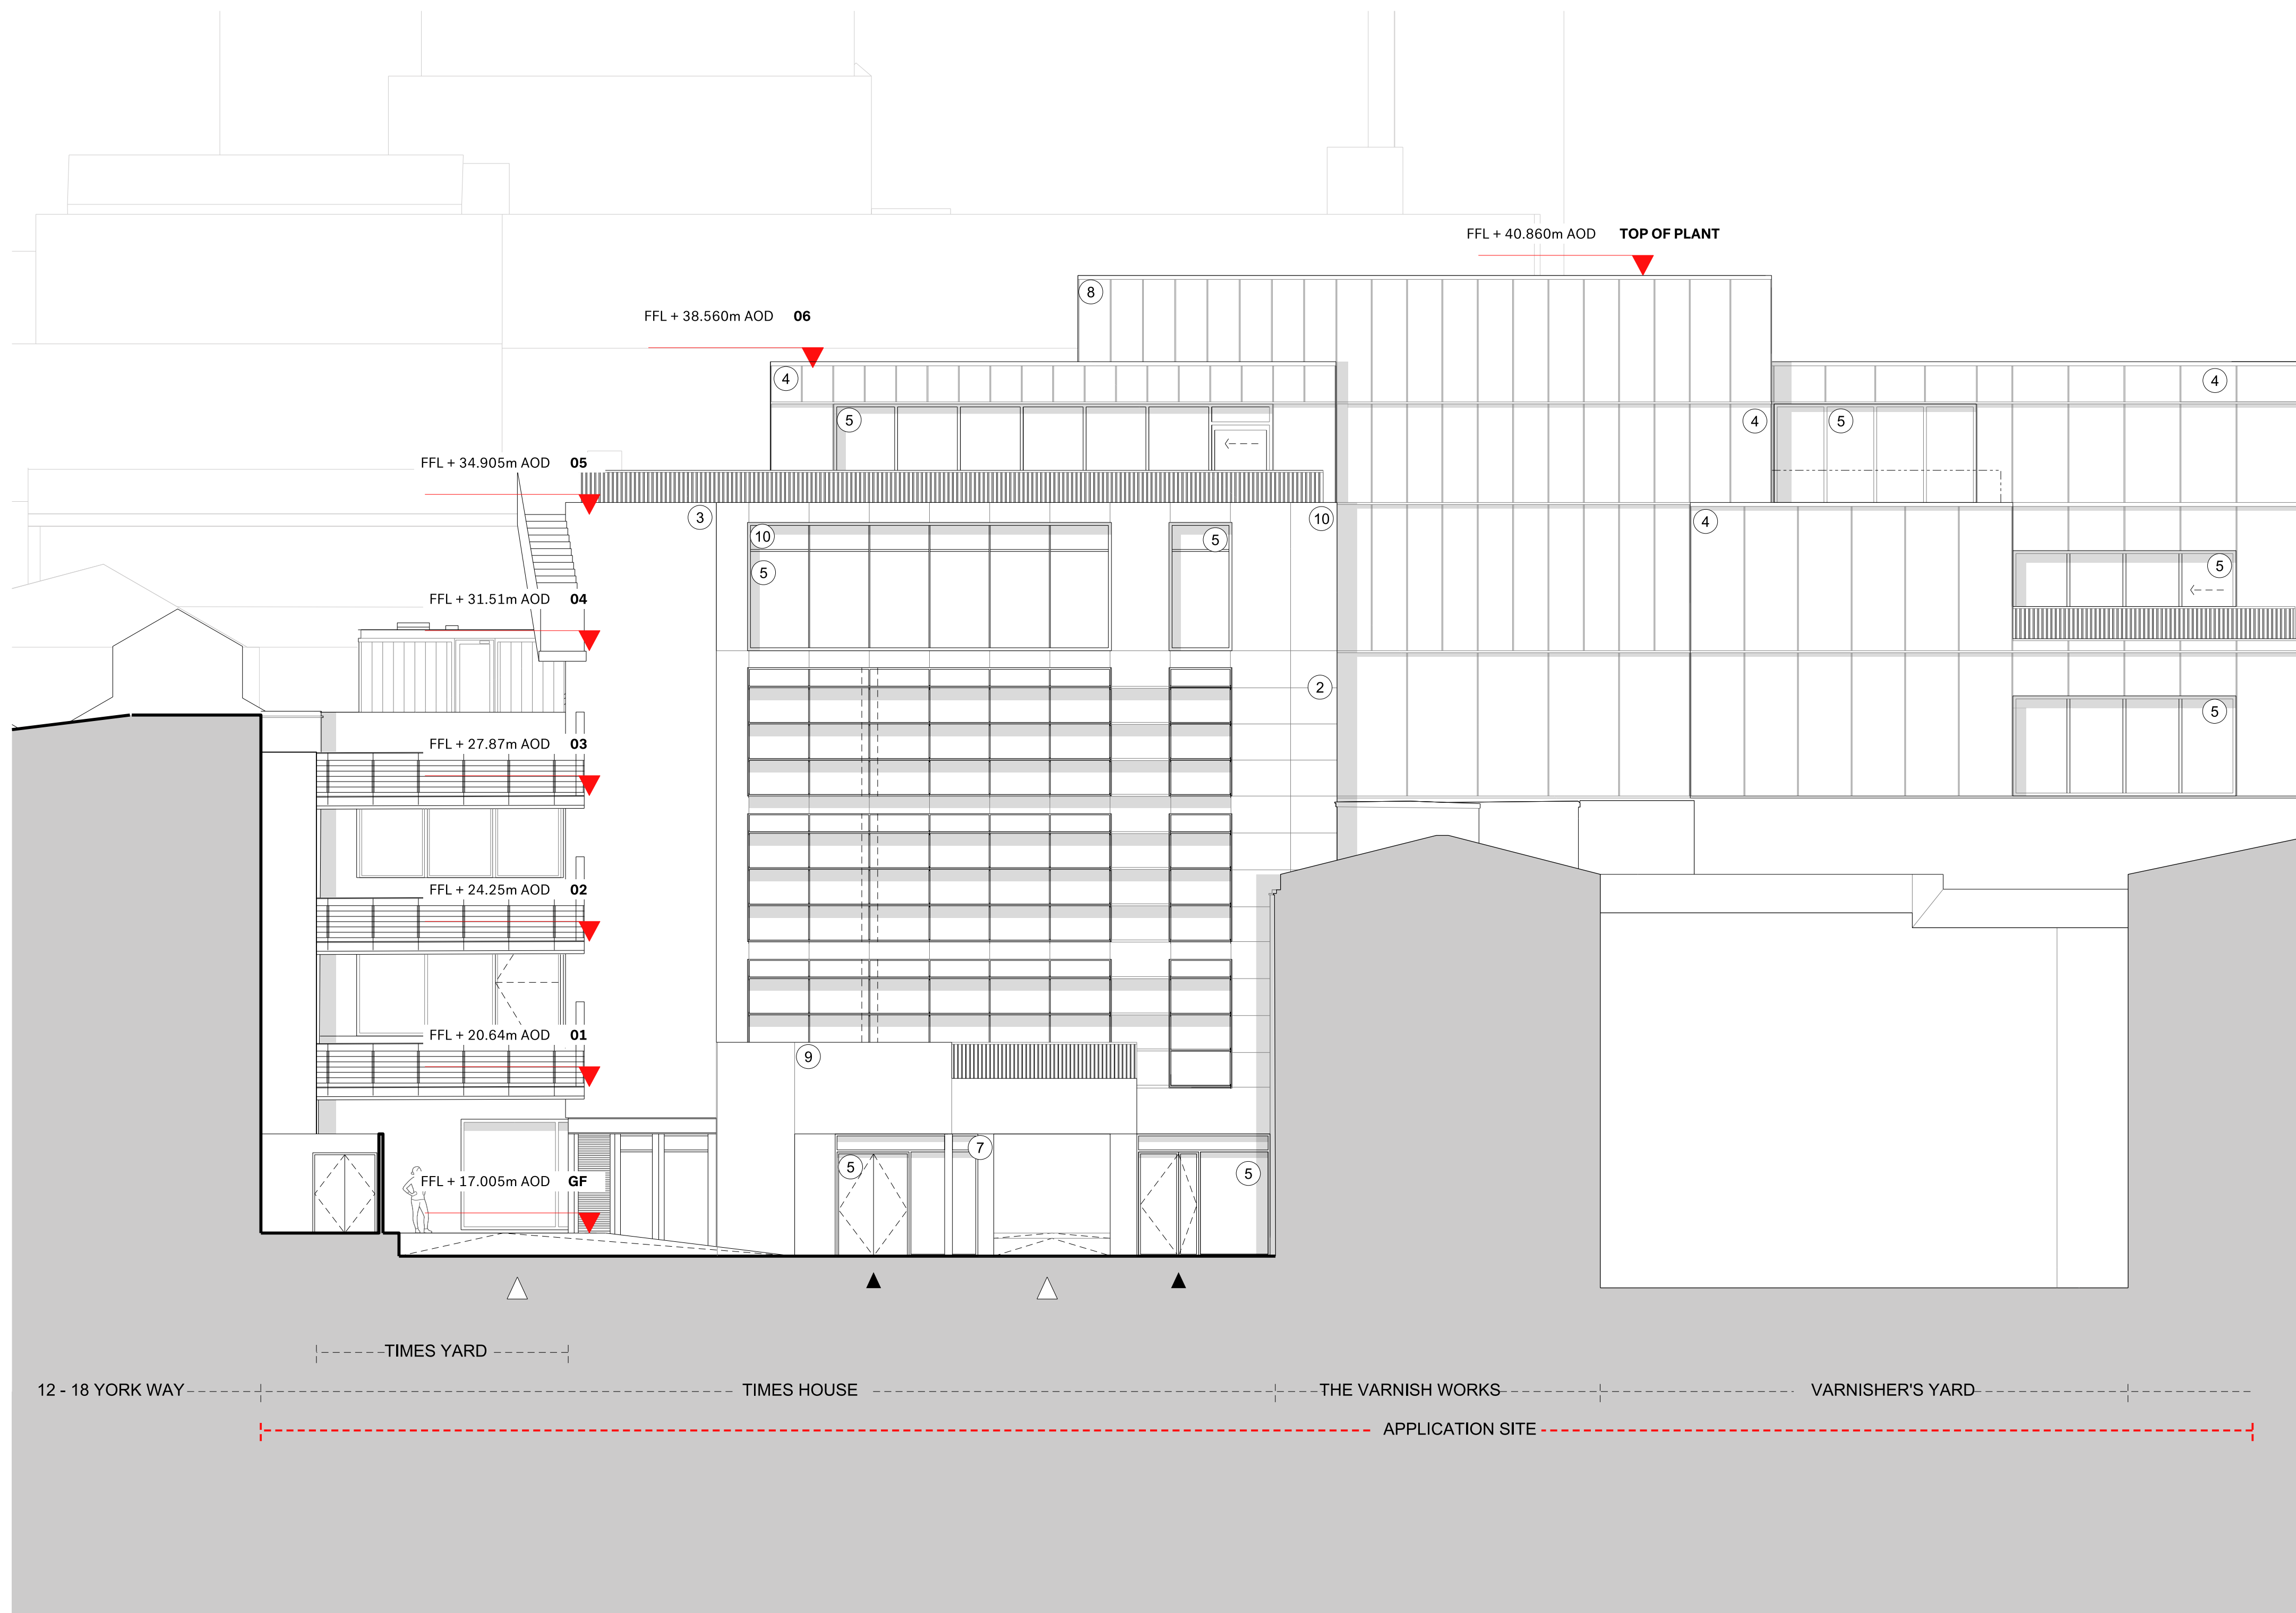 FFL + 40.860m AOD TOP OF PLANT
8
FFL + 38.560m AOD 06
4
4
5
4
5
FFL + 34.905m AOD 05
3
10
4
10
5
5
5
FFL + 31.51m AOD 04
2
5
FFL + 27.87m AOD 03
FFL + 24.25m AOD 02
FFL + 20.64m AOD 01
9
7
5
5
FFL + 17.005m AOD GF
TIMES YARD
12 - 18 YORK WAY TIMES HOUSE THE VARNISH WORKS VARNISHER'S YARD
APPLICATION SITE